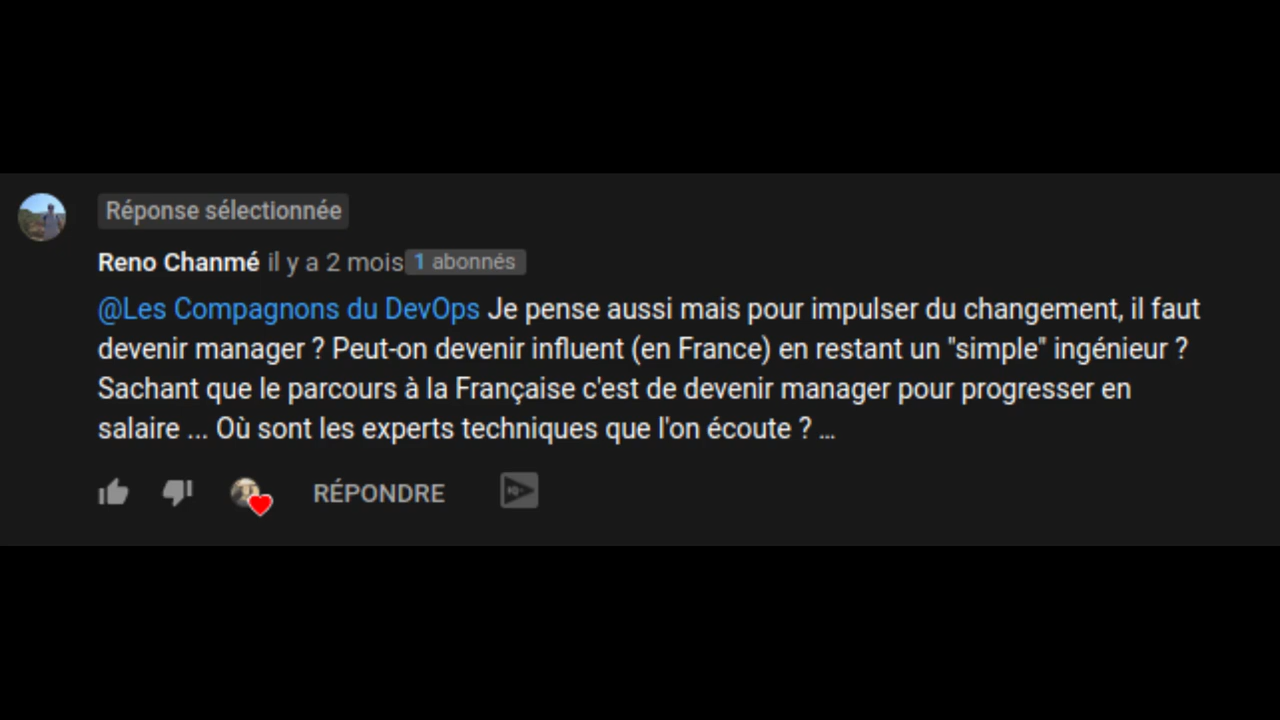 Réponse sélectionnée
Reno Chanmé il y a 2 mois 1 abonnés
@Les Compagnons du DevOps Je pense aussi mais pour impulser du changement, il faut
devenir manager ? Peut-on devenir influent (en France) en restant un "simple" ingénieur ?
Sachant que le parcours à la Française c'est de devenir manager pour progresser en
salaire ... Où sont les experts techniques que l'on écoute ? ...
RÉPONDRE